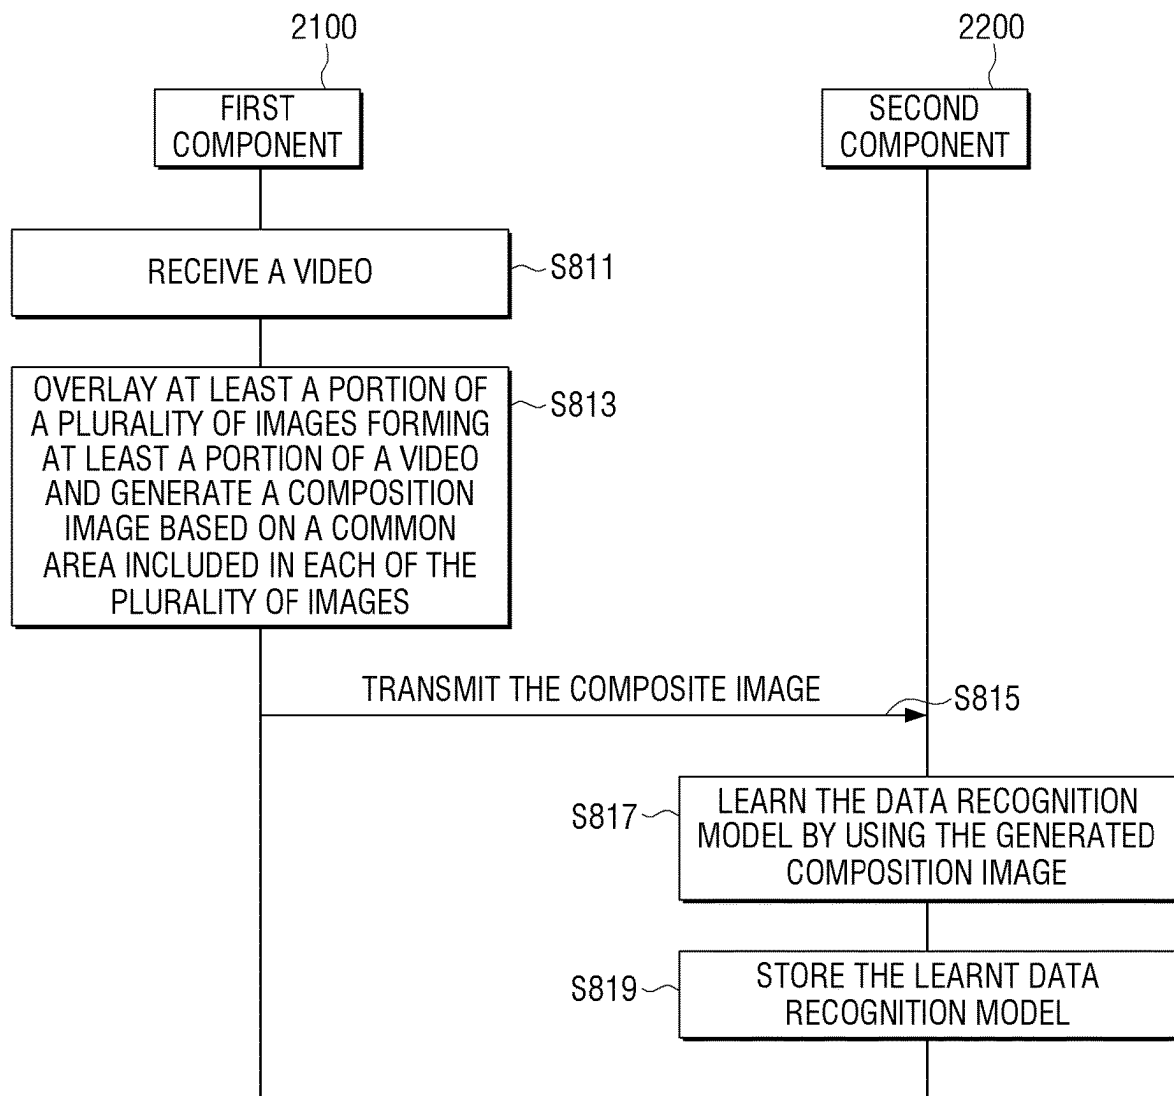 2100
2200
FIRST
COMPONENT
SECOND
COMPONENT
RECEIVE A VIDEO
S811
OVERLAY AT LEAST A PORTION OF
A PLURALITY OF IMAGES FORMING
AT LEAST A PORTION OF A VIDEO
AND GENERATE A COMPOSITION
IMAGE BASED ON A COMMON
AREA INCLUDED IN EACH OF THE
PLURALITY OF IMAGES
S813
TRANSMIT THE COMPOSITE IMAGE
S815
S817
LEARN THE DATA RECOGNITION
MODEL BY USING THE GENERATED
COMPOSITION IMAGE
S819
STORE THE LEARNT DATA
RECOGNITION MODEL